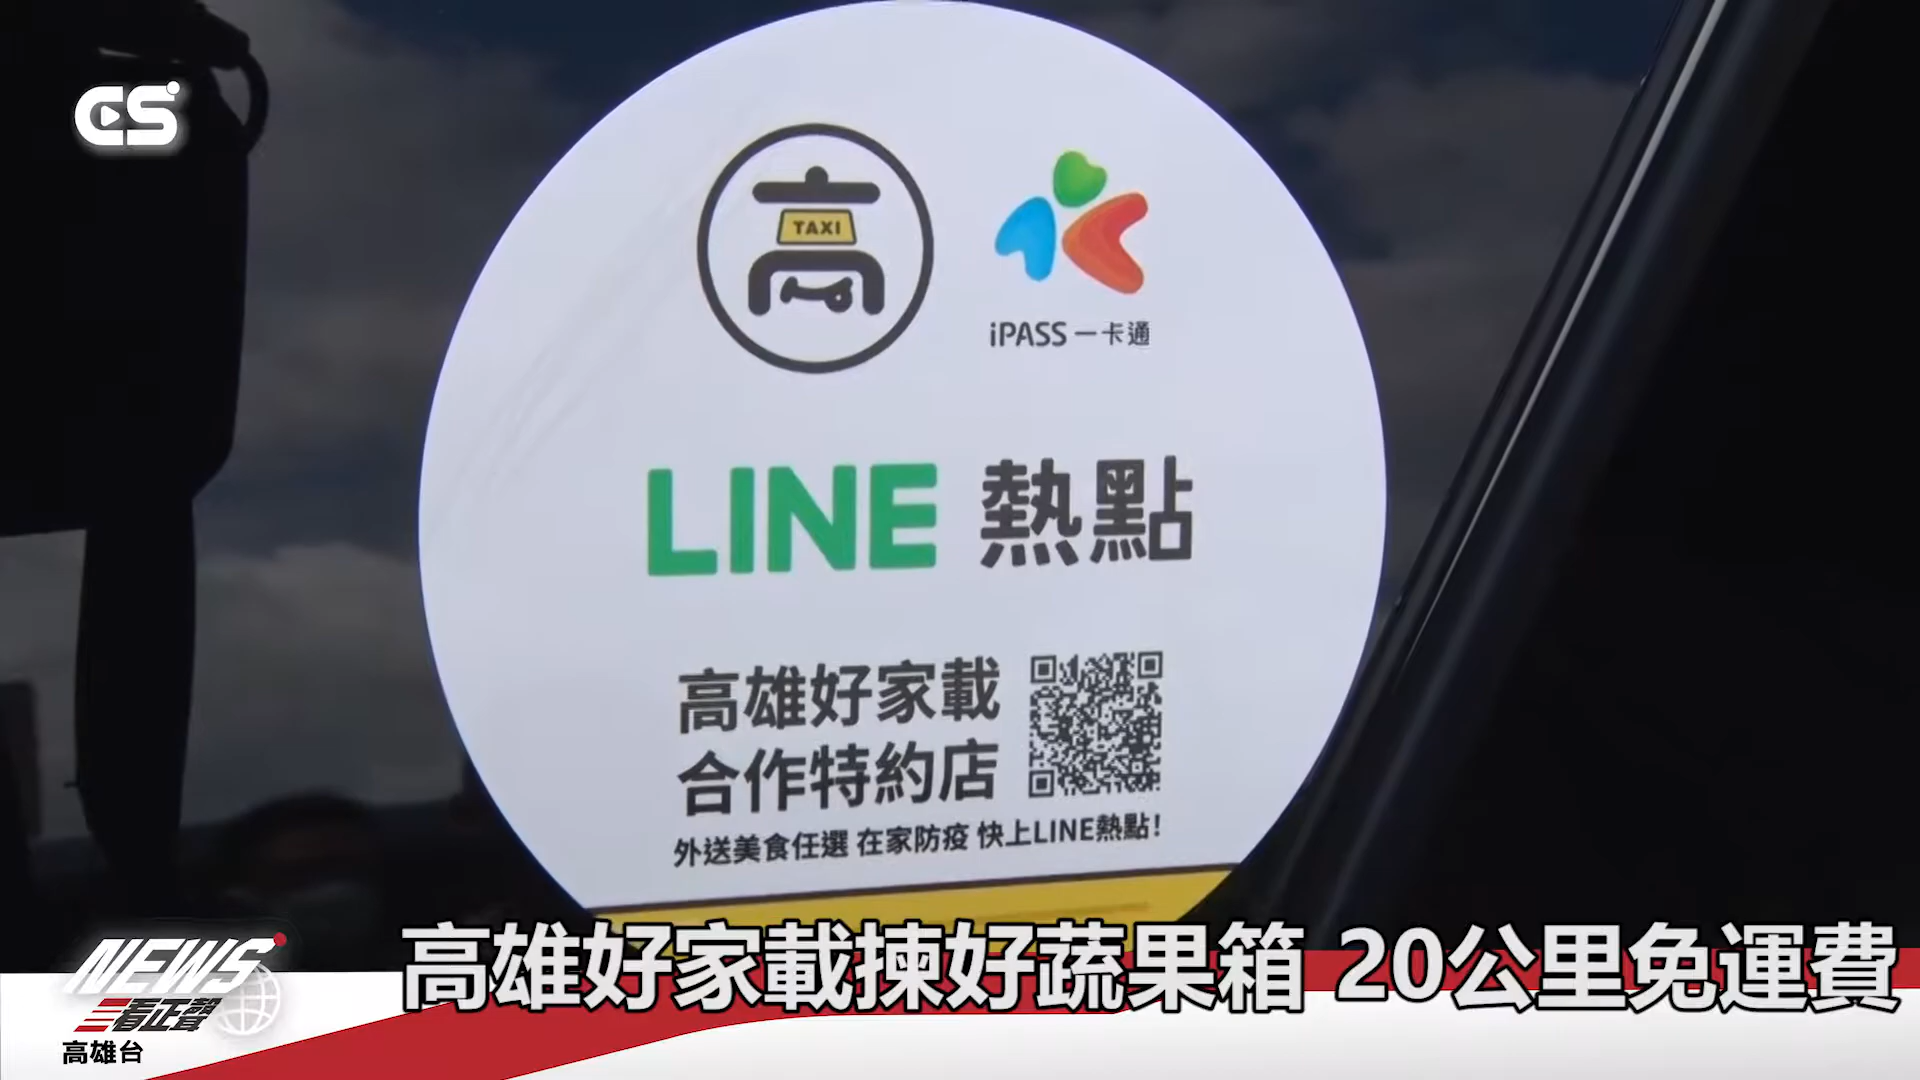 CS
高
TAXI
iPASS 一卡通
LINE 熱點
高雄好家載
合作特約店
外送美食任選 在家防疫 快上LINE熱點!
高雄好家載揀好蔬果箱 20公里免運費
NEWS
三看正聲
高雄台